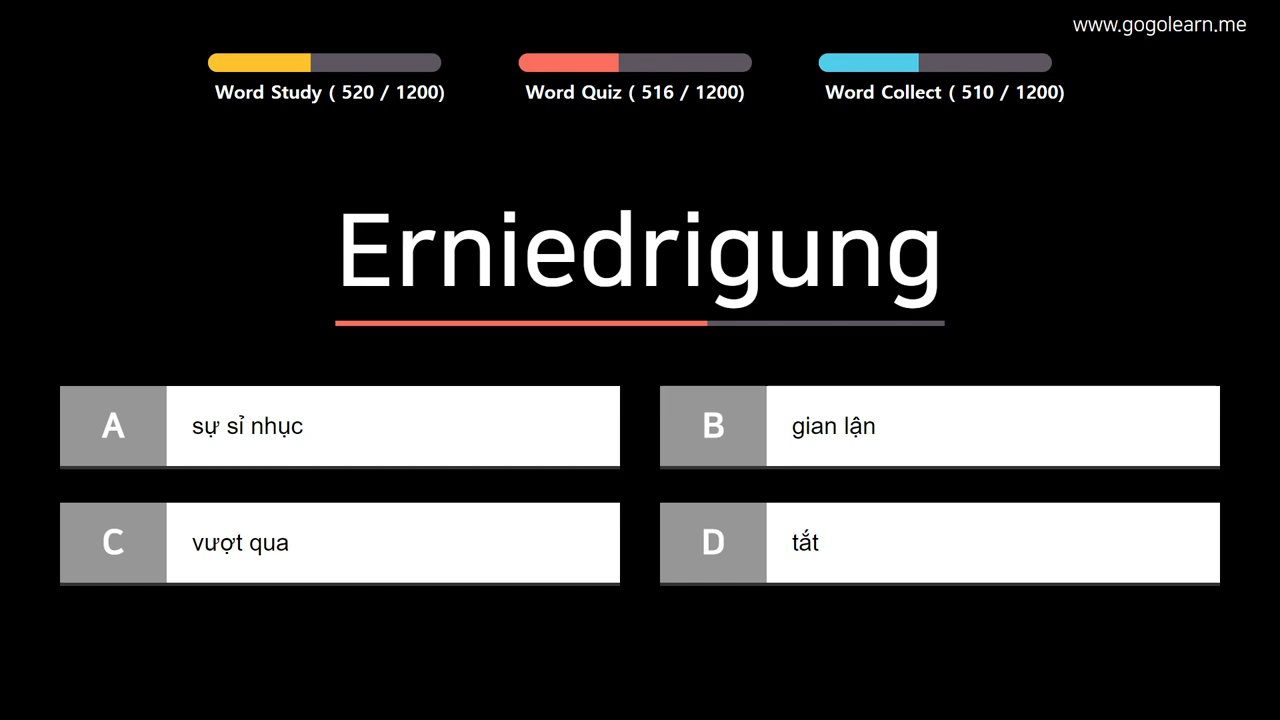 www.gogolearn.me
Word Study ( 520 / 1200)
Word Quiz ( 516 / 1200)
Word Collect ( 510 / 1200)
Erniedrigung
A
sự sỉ nhục
B
gian lận
C
vượt qua
D
tắt